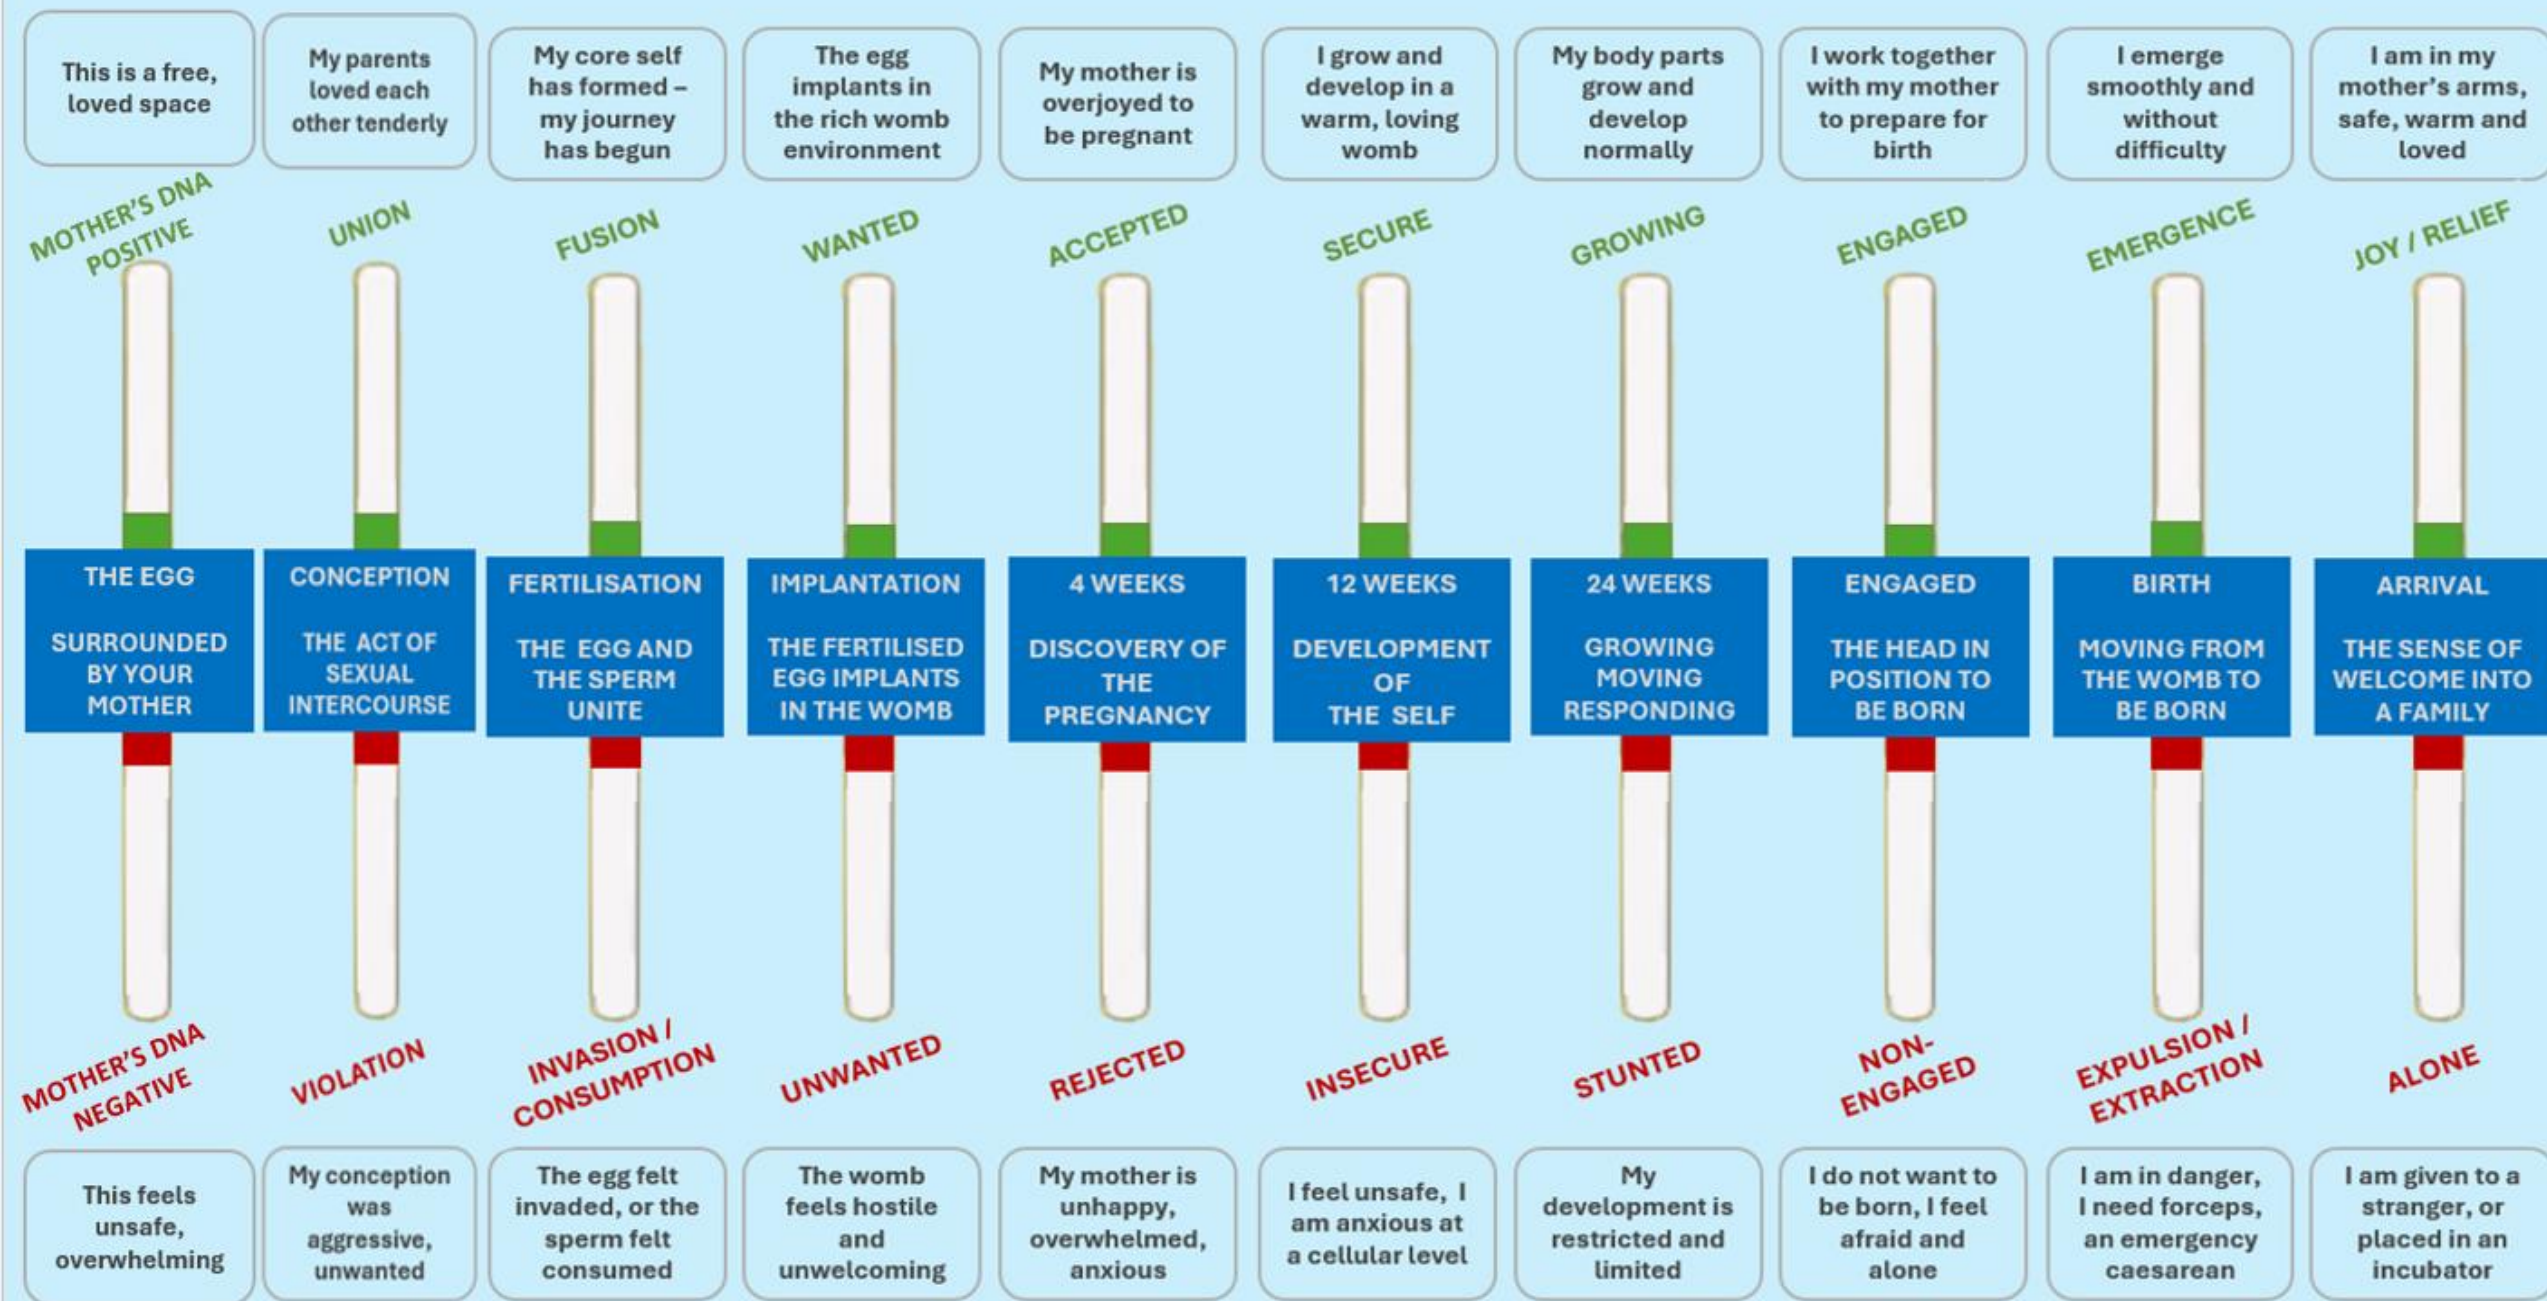 This is a free,
loved space
My parents
loved each
other tenderly
My core self
has formed –
my journey
has begun
The egg
implants in
the rich womb
environment
My mother is
overjoyed to
be pregnant
I grow and
develop in a
warm, loving
womb
My body parts
grow and
develop
normally
I work together
with my mother
to prepare for
birth
I emerge
smoothly and
without
difficulty
I am in my
mother's arms,
safe, warm and
loved
MOTHER'S DNA
POSITIVE
UNION
FUSION
WANTED
ACCEPTED
SECURE
GROWING
ENGAGED
EMERGENCE
JOY / RELIEF
THE EGG
SURROUNDED
BY YOUR
MOTHER
CONCEPTION
THE ACT OF
SEXUAL
INTERCOURSE
FERTILISATION
THE EGG AND
THE SPERM
UNITE
IMPLANTATION
THE FERTILISED
EGG IMPLANTS
IN THE WOMB
4 WEEKS
DISCOVERY OF
THE
PREGNANCY
12 WEEKS
DEVELOPMENT
OF
THE SELF
24 WEEKS
GROWING
MOVING
RESPONDING
ENGAGED
THE HEAD IN
POSITION TO
BE BORN
BIRTH
MOVING FROM
THE WOMB TO
BE BORN
ARRIVAL
THE SENSE OF
WELCOME INTO
A FAMILY
MOTHER'S DNA
NEGATIVE
VIOLATION
INVASION /
CONSUMPTION
UNWANTED
REJECTED
INSECURE
STUNTED
NON-
ENGAGED
EXPULSION /
EXTRACTION
ALONE
This feels
unsafe,
overwhelming
My conception
was
aggressive,
unwanted
The egg felt
invaded, or the
sperm felt
consumed
The womb
feels hostile
and
unwelcoming
My mother is
unhappy,
overwhelmed,
anxious
I feel unsafe, I
am anxious at
a cellular level
My
development is
restricted and
limited
I do not want to
be born, I feel
afraid and
alone
I am in danger,
I need forceps,
an emergency
caesarean
I am given to a
stranger, or
placed in an
incubator